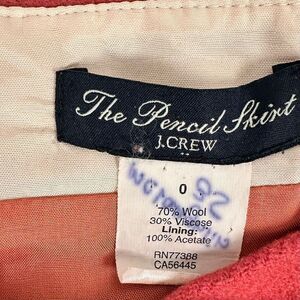 The Pencil Skirt
J.CREW
0
70% Wool
30% Viscose
Lining:
100% Acetate
RN77388
CA56445